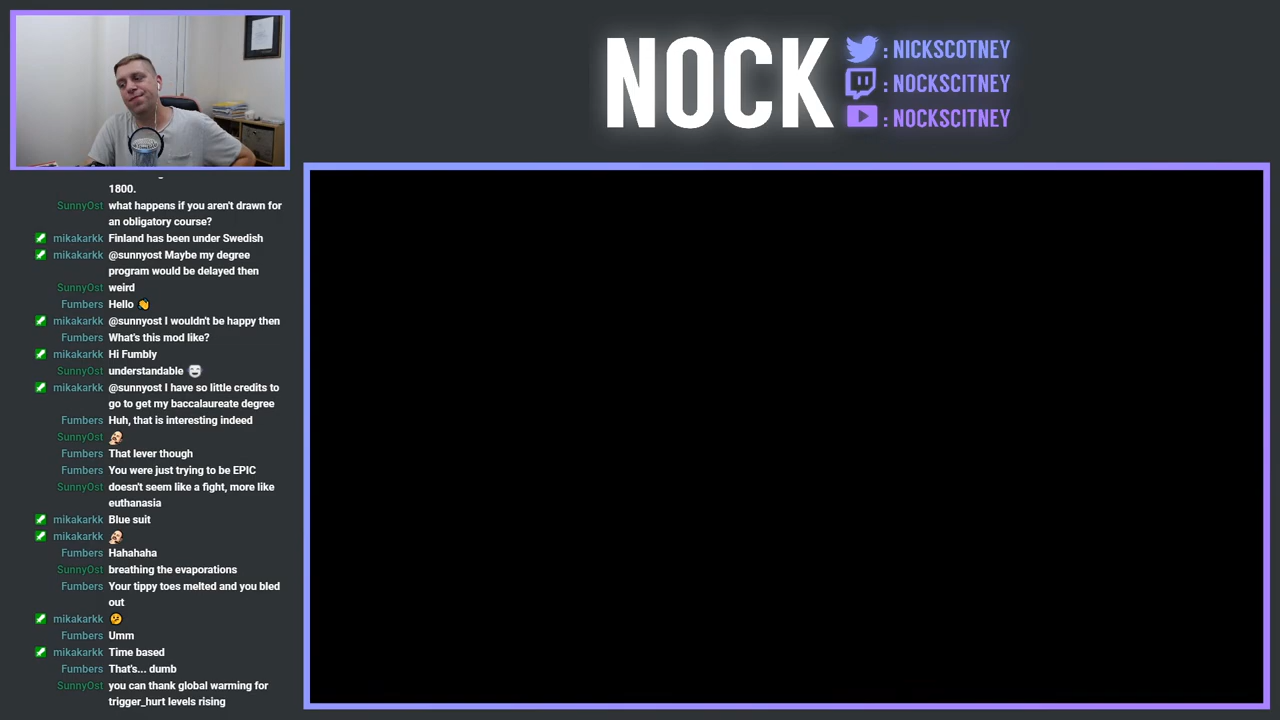 NOCK
: NICKSCOTNEY
: NOCKSCITNEY
: NOCKSCITNEY
1800.
SunnyOst what happens if you aren't drawn for
an obligatory course?
mikakarkk Finland has been under Swedish
mikakarkk @sunnyost Maybe my degree
program would be delayed then
SunnyOst weird
Fumbers Hello
mikakarkk @sunnyost I wouldn't be happy then
Fumbers What's this mod like?
mikakarkk Hi Fumbly
SunnyOst understandable
mikakarkk @sunnyost I have so little credits to
go to get my baccalaureate degree
Fumbers Huh, that is interesting indeed
SunnyOst
Fumbers That lever though
Fumbers You were just trying to be EPIC
SunnyOst doesn't seem like a fight, more like
euthanasia
mikakarkk Blue suit
mikakarkk
Fumbers Hahahaha
SunnyOst breathing the evaporations
Fumbers Your tippy toes melted and you bled
out
mikakarkk
Fumbers Umm
mikakarkk Time based
Fumbers That's... dumb
SunnyOst you can thank global warming for
trigger_hurt levels rising